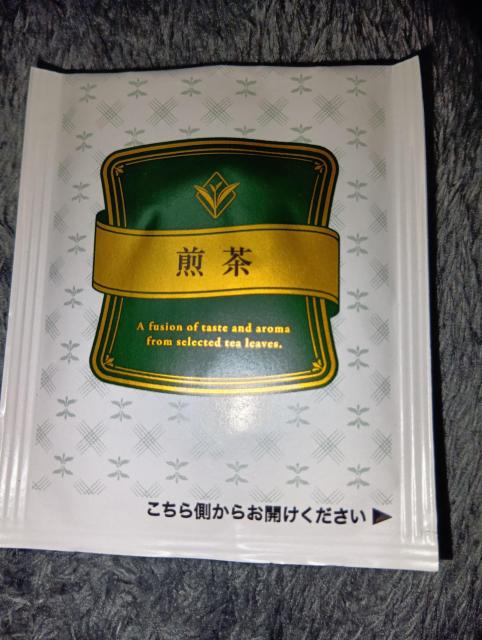 煎茶
A fusion of taste and aroma
from selected tea leaves.
こちら側からお開けください ▶